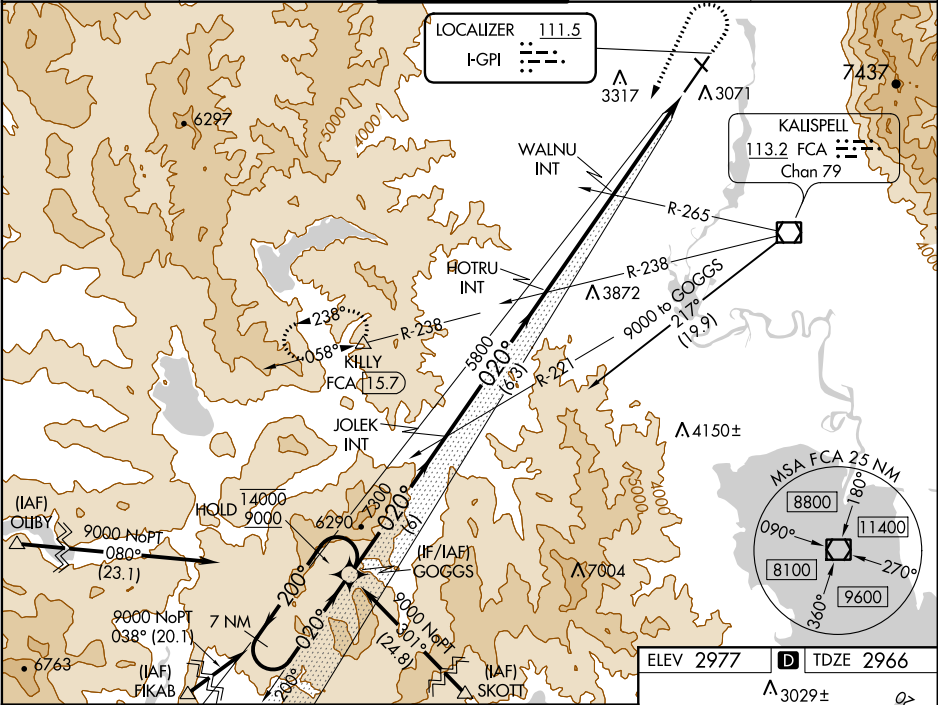 LOCALIZER 111.5
I-GPI
3317
3071
7437
6297
5000
4000
KALISPELL
113.2 FCA
Chan 79
WALNU
INT
R-265
HOTRU
INT
R-238
3872
9000 to GOGGS
217°
(19.9)
238°
R-238
058°
KILLY
FCA 15.7
5800
020°
(6.3)
R-221
JOLEK
INT
4150±
5000
4000
4000
MSA FCA 25 NM
8800
180°
090°
11400
8100
270°
360°
9600
(IAF)
OLIBY
9000 NoPT
080°
(23.1)
HOLD
14000
9000
6290
7300
020°
(IF/IAF)
GOGGS
7004
200°
020°
7 NM
9000 NoPT
038° (20.1)
9000 NoPT
301°
(24.8)
6763
(IAF)
FIKAB
200°
(IAF)
SKOTT
ELEV 2977
D
TDZE 2966
3029±